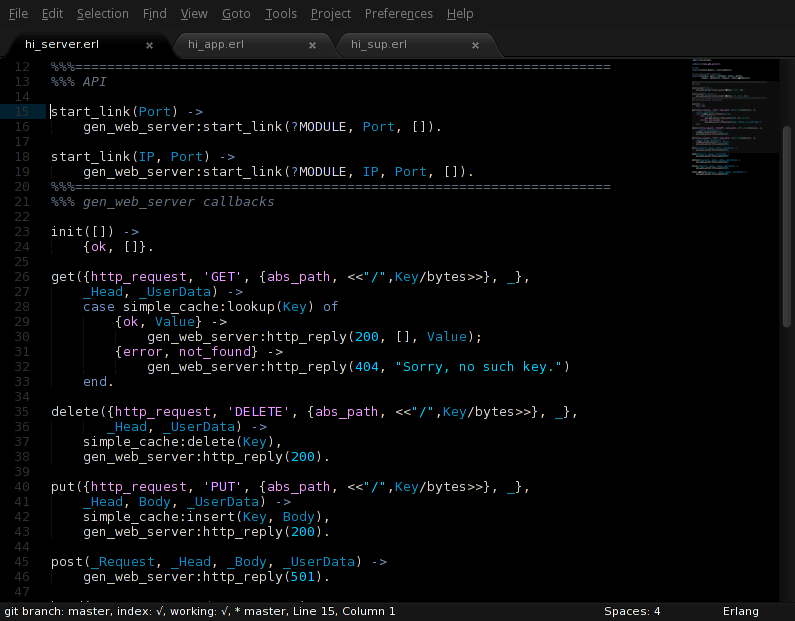 File Edit Selection Find View Goto Tools Project Preferences Help
hi_server.erl × hi_app.erl × hi_sup.erl ×
12 %%%===================================================================
13 %%% API
14
15 start_link(Port) ->
16     gen_web_server:start_link(?MODULE, Port, []).
17
18 start_link(IP, Port) ->
19     gen_web_server:start_link(?MODULE, IP, Port, []).
20 %%%===================================================================
21 %%% gen_web_server callbacks
22
23 init([]) ->
24     {ok, []}.
25
26 get({http_request, 'GET', {abs_path, <<"/",Key/bytes>>}, _},
27     _Head, _UserData) ->
28     case simple_cache:lookup(Key) of
29         {ok, Value} ->
30             gen_web_server:http_reply(200, [], Value);
31         {error, not_found} ->
32             gen_web_server:http_reply(404, "Sorry, no such key.")
33     end.
34
35 delete({http_request, 'DELETE', {abs_path, <<"/",Key/bytes>>}, _},
36        _Head, _UserData) ->
37     simple_cache:delete(Key),
38     gen_web_server:http_reply(200).
39
40 put({http_request, 'PUT', {abs_path, <<"/",Key/bytes>>}, _},
41     _Head, Body, _UserData) ->
42     simple_cache:insert(Key, Body),
43     gen_web_server:http_reply(200).
44
45 post(_Request, _Head, _Body, _UserData) ->
46     gen_web_server:http_reply(501).
47
git branch: master, index: √, working: √, * master, Line 15, Column 1 Spaces: 4 Erlang